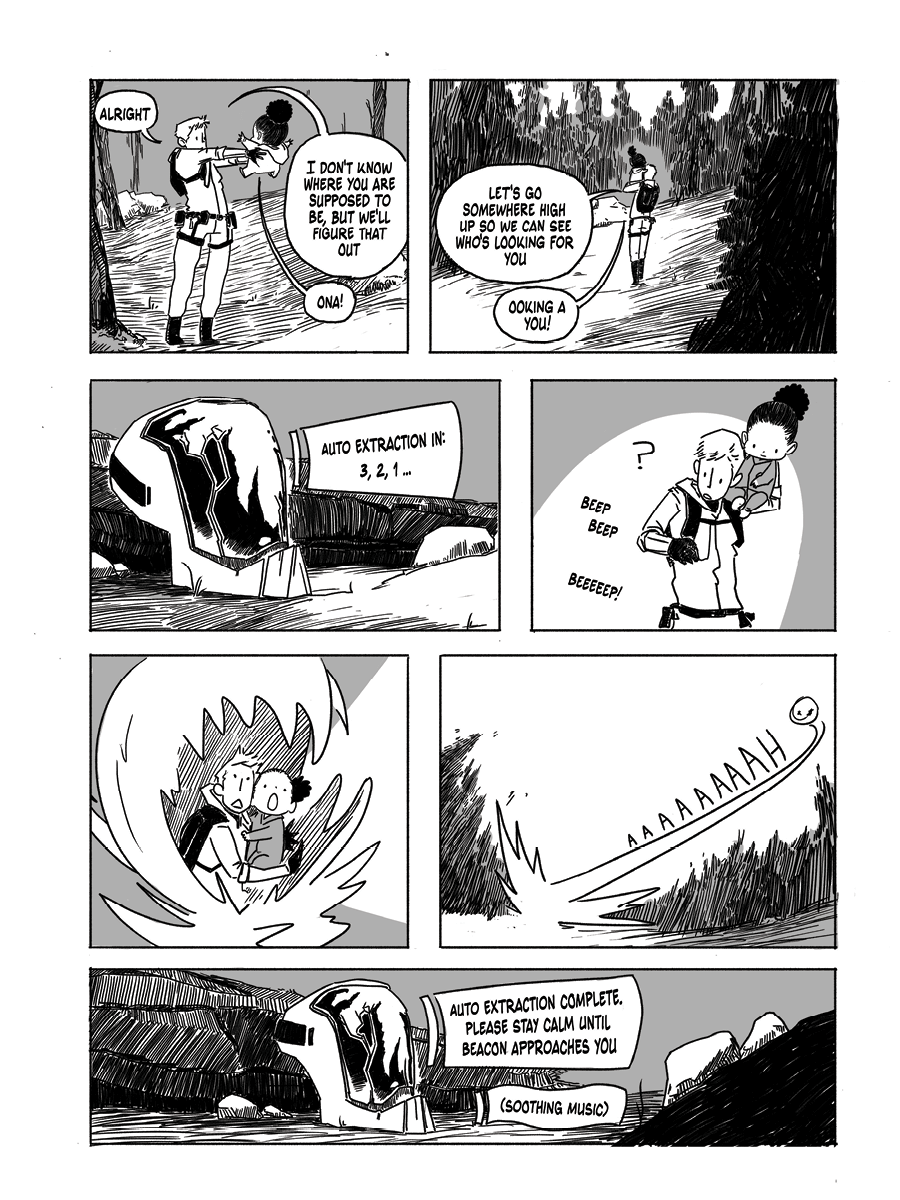 ALRIGHT
I DON'T KNOW
WHERE YOU ARE
SUPPOSED TO
BE, BUT WE'LL
FIGURE THAT
OUT
ONA!
LET'S GO
SOMEWHERE HIGH
UP SO WE CAN SEE
WHO'S LOOKING FOR
YOU
OOKING A
YOU!
AUTO EXTRACTION IN:
3, 2, 1 ...
?
BEEP
BEEP
BEEEEEP!
AAAAAAAAAH
AUTO EXTRACTION COMPLETE.
PLEASE STAY CALM UNTIL
BEACON APPROACHES YOU
(SOOTHING MUSIC)